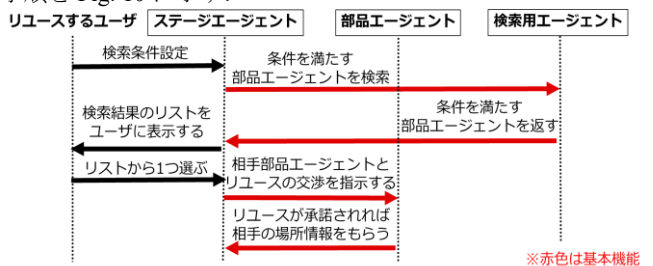 リユースするユーザ ステージエージェント 部品エージェント 検索用エージェント
検索条件設定
条件を満たす
部品エージェントを検索
条件を満たす
部品エージェントを返す
検索結果のリストを
ユーザに表示する
リストから1つ選ぶ
相手部品エージェントと
リユースの交渉を指示する
リユースが承諾されれば
相手の場所情報をもらう
※赤色は基本機能